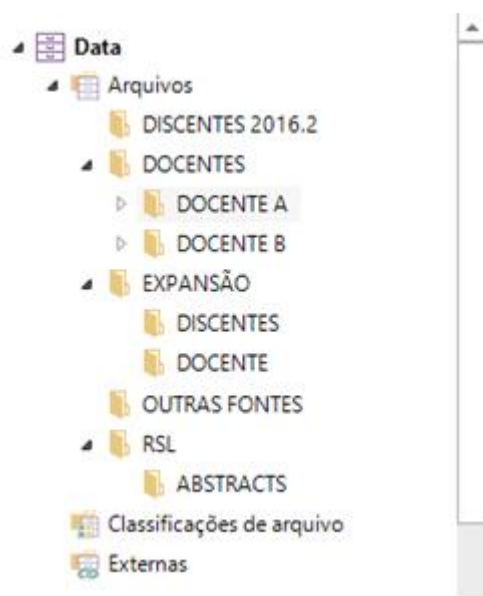 Data
Arquivos
DISCENTES 2016.2
DOCENTES
DOCENTE A
DOCENTE B
EXPANSÃO
DISCENTES
DOCENTE
OUTRAS FONTES
RSL
ABSTRACTS
Classificações de arquivo
Externas